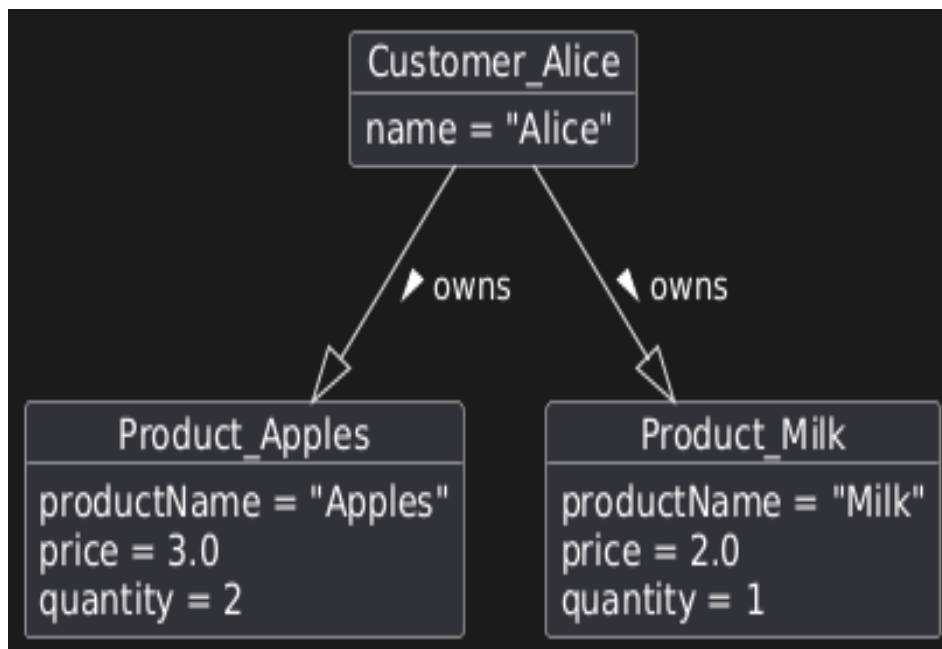 Customer_Alice
name = "Alice"
owns
owns
Product_Apples
productName = "Apples"
price = 3.0
quantity = 2
Product_Milk
productName = "Milk"
price = 2.0
quantity = 1